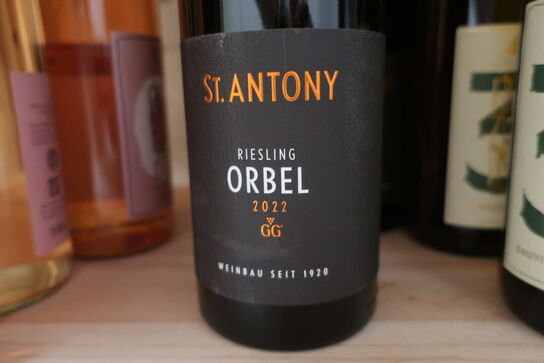 St. ANTONY
RIESLING
ORBEL
2022
GG
WEINBAU SEIT 1920